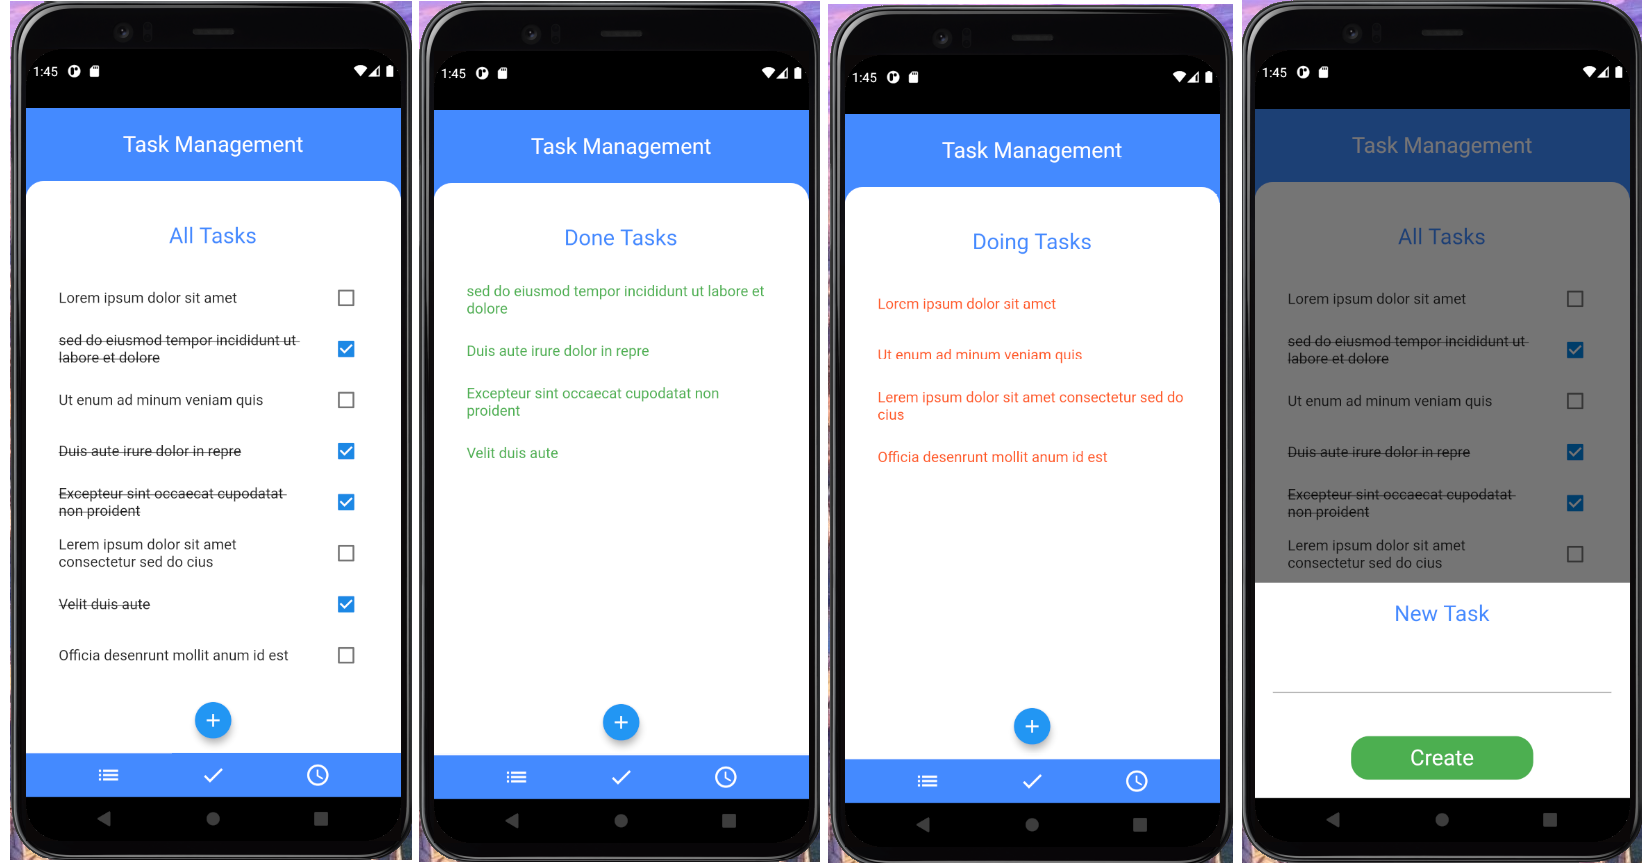 1:45
Task Management
All Tasks
Lorem ipsum dolor sit amet
sed do eiusmod tempor incididunt ut
labore et dolore
Ut enum ad minum veniam quis
Duis aute irure dolor in repre
Excepteur sint occaecat cupodatat
non proident
Lerem ipsum dolor sit amet
consectetur sed do cius
Velit duis aute
Officia desenrunt mollit anum id est
1:45
Task Management
Done Tasks
sed do eiusmod tempor incididunt ut labore et
dolore
Duis aute irure dolor in repre
Excepteur sint occaecat cupodatat non
proident
Velit duis aute
1:45
Task Management
Doing Tasks
Lorem ipsum dolor sit amet
Ut enum ad minum veniam quis
Lerem ipsum dolor sit amet consectetur sed do
cius
Officia desenrunt mollit anum id est
1:45
Task Management
All Tasks
Lorem ipsum dolor sit amet
sed do eiusmod tempor incididunt ut
labore et dolore
Ut enum ad minum veniam quis
Duis aute irure dolor in repre
Excepteur sint occaecat cupodatat
non proident
Lerem ipsum dolor sit amet
consectetur sed do cius
New Task
Create